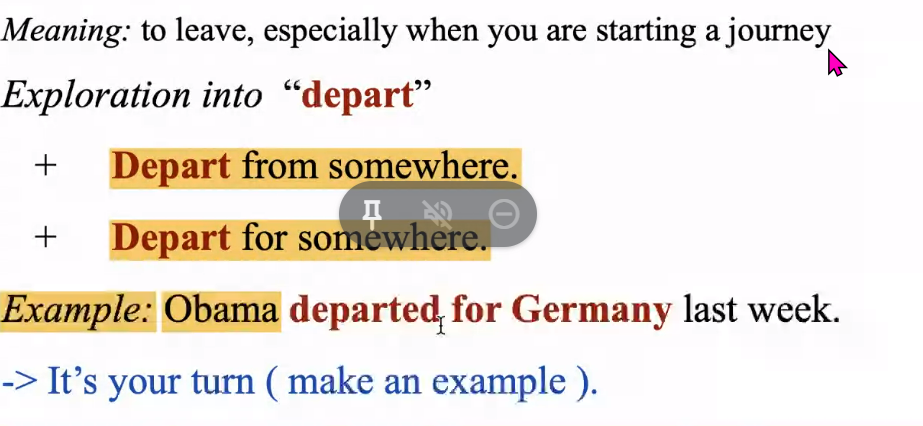 Meaning: to leave, especially when you are starting a journey
Exploration into “depart”
+ Depart from somewhere.
+ Depart for somewhere.
Example: Obama departed for Germany last week.
-> It’s your turn ( make an example ).